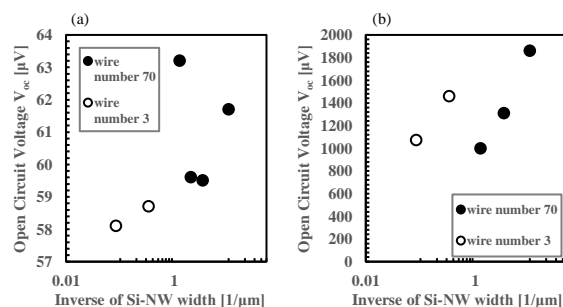 (a)
Open Circuit Voltage Voc [µV]
64
63
62
61
60
59
58
57
wire
number 70
wire
number 3
0.01
1
Inverse of Si-NW width [1/µm]
(b)
Open Circuit Voltage Voc [µV]
2000
1800
1600
1400
1200
1000
800
600
400
200
0
wire number 70
wire number 3
0.01
1
Inverse of Si-NW width [1/µm]